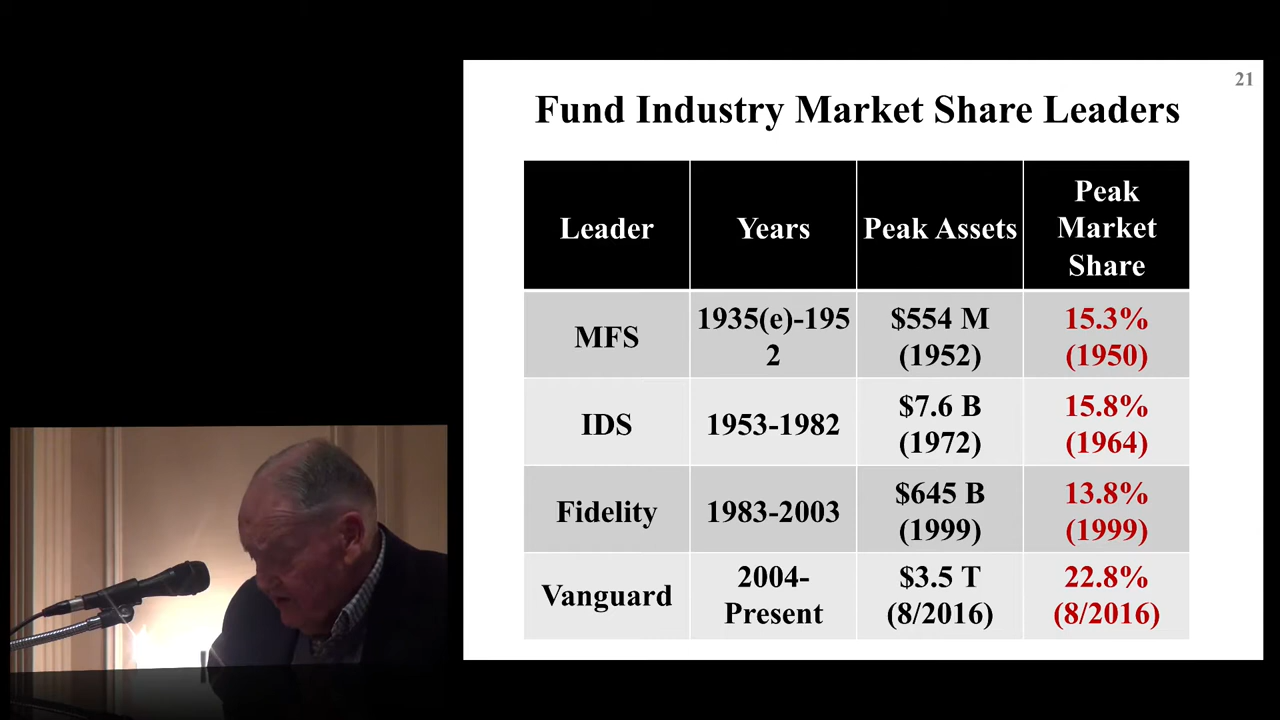 21
Fund Industry Market Share Leaders
Leader
Years
Peak Assets
Peak
Market
Share
MFS
1935(e)-195
2
$554 M
(1952)
15.3%
(1950)
IDS
1953-1982
$7.6 B
(1972)
15.8%
(1964)
Fidelity
1983-2003
$645 B
(1999)
13.8%
(1999)
Vanguard
2004-
Present
$3.5 T
(8/2016)
22.8%
(8/2016)